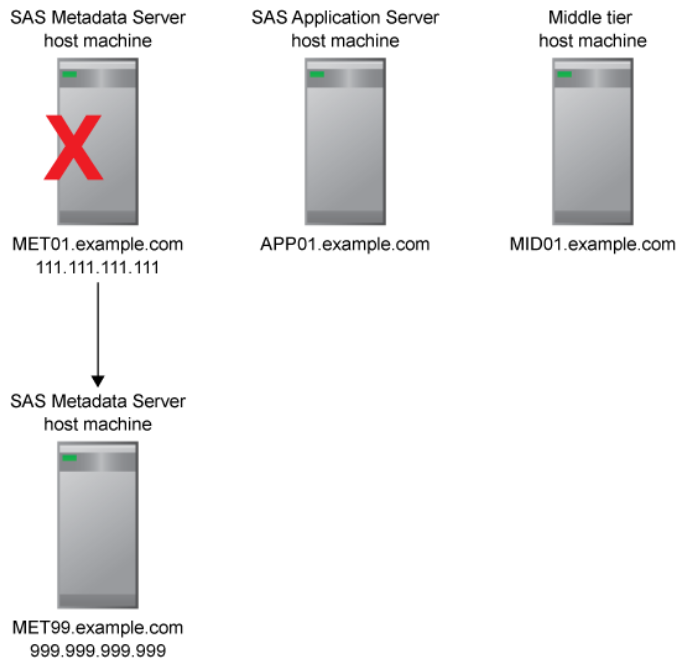 SAS Metadata Server
host machine
SAS Application Server
host machine
Middle tier
host machine
X
MET01.example.com
111.111.111.111
APP01.example.com
MID01.example.com
SAS Metadata Server
host machine
MET99.example.com
999.999.999.999